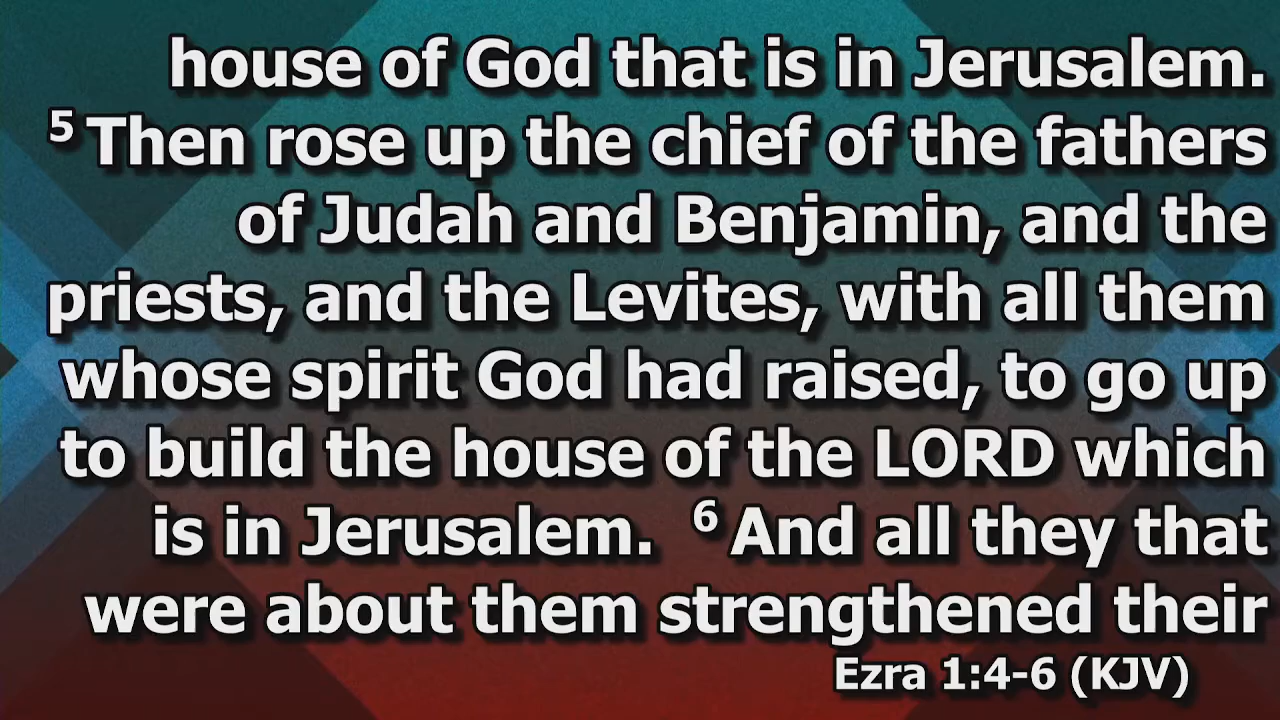 house of God that is in Jerusalem.
5 Then rose up the chief of the fathers
of Judah and Benjamin, and the
priests, and the Levites, with all them
whose spirit God had raised, to go up
to build the house of the LORD which
is in Jerusalem. 6 And all they that
were about them strengthened their
Ezra 1:4-6 (KJV)